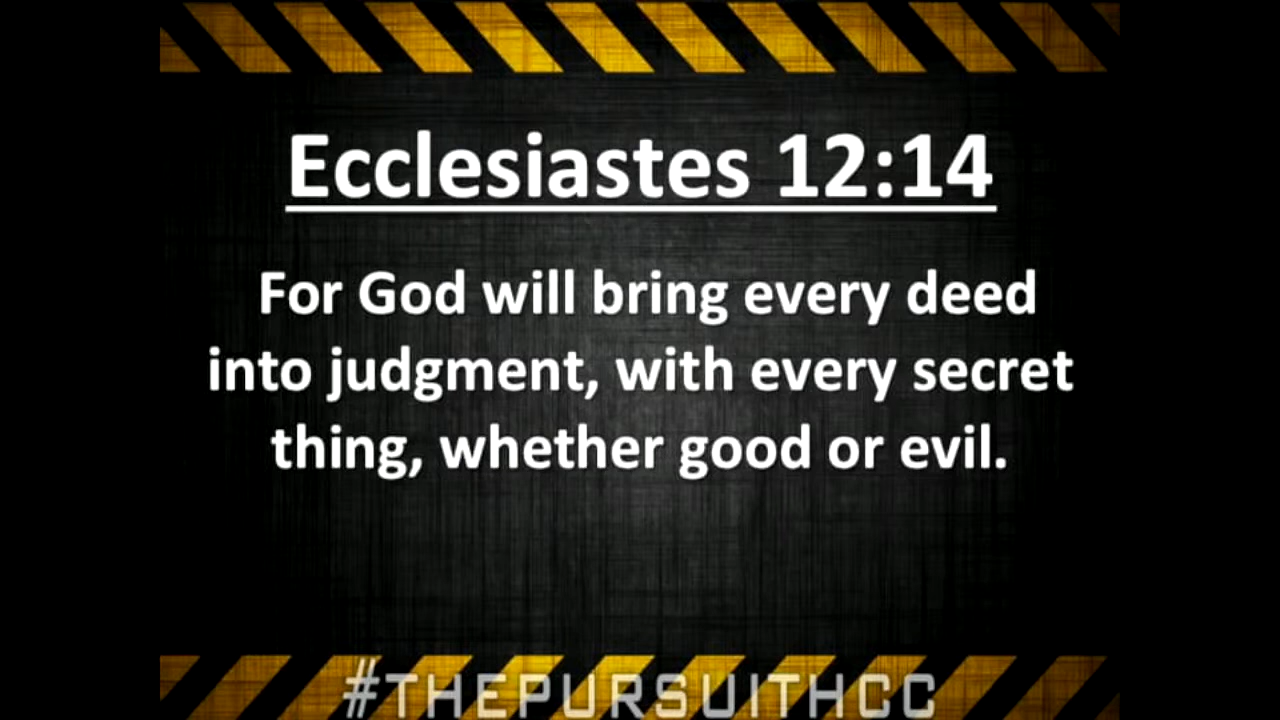 Ecclesiastes 12:14
For God will bring every deed
into judgment, with every secret
thing, whether good or evil.
#THEPURSUITHCC